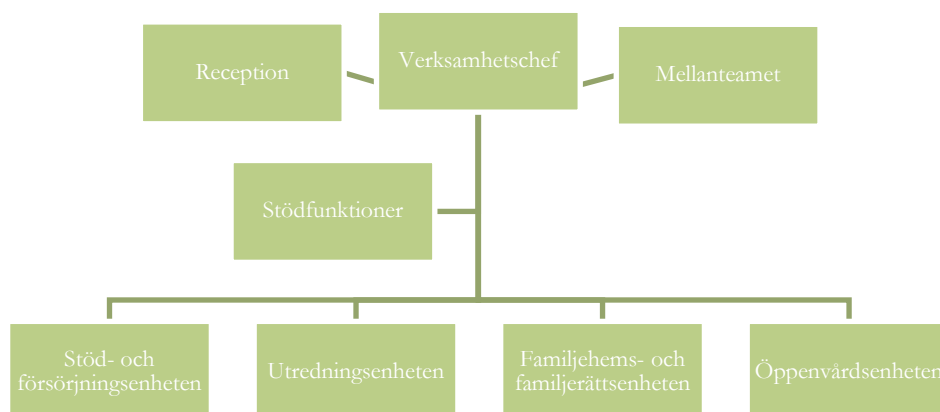 Reception
Verksamhetschef
Mellanteamet
Stödfunktioner
Stöd- och
försörjningsenheten
Utredningsenheten
Familjehems- och
familjerättsenheten
Öppenvårdsenheten